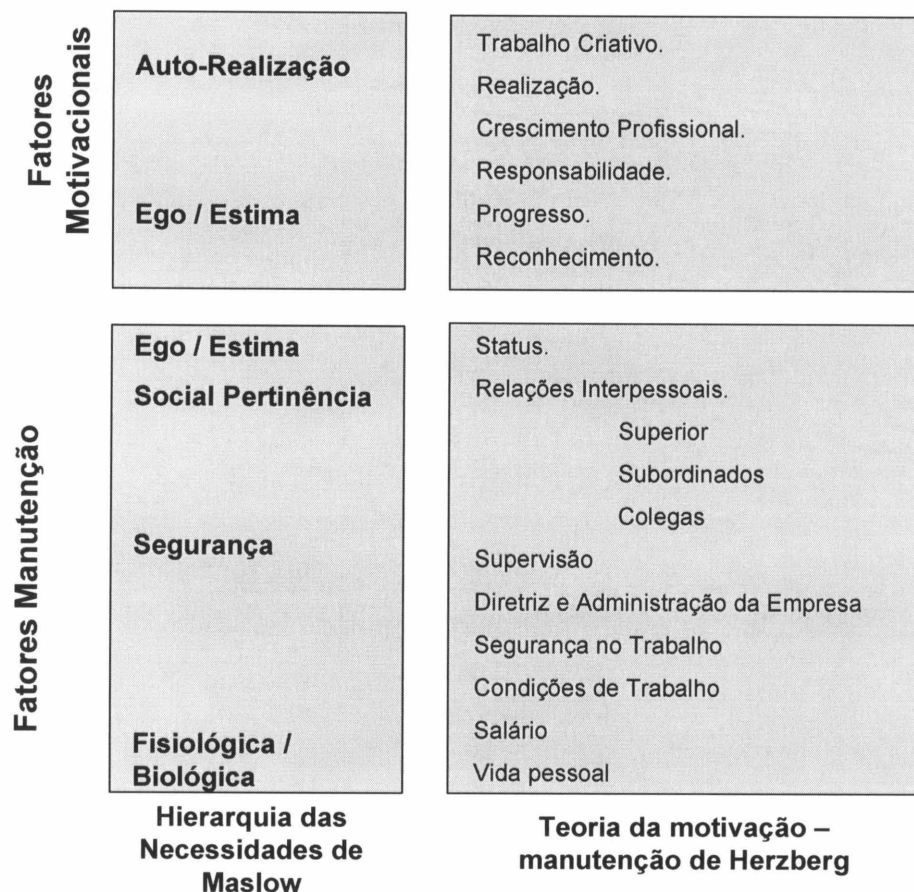 Fatores
Motivacionais
Auto-Realização
Ego / Estima
Trabalho Criativo.
Realização.
Crescimento Profissional.
Responsabilidade.
Progresso.
Reconhecimento.
Fatores Manutenção
Ego / Estima
Social Pertinência
Segurança
Fisiológica /
Biológica
Status.
Relações Interpessoais.
Superior
Subordinados
Colegas
Supervisão
Diretriz e Administração da Empresa
Segurança no Trabalho
Condições de Trabalho
Salário
Vida pessoal
Hierarquia das
Necessidades de
Maslow
Teoria da motivação –
manutenção de Herzberg